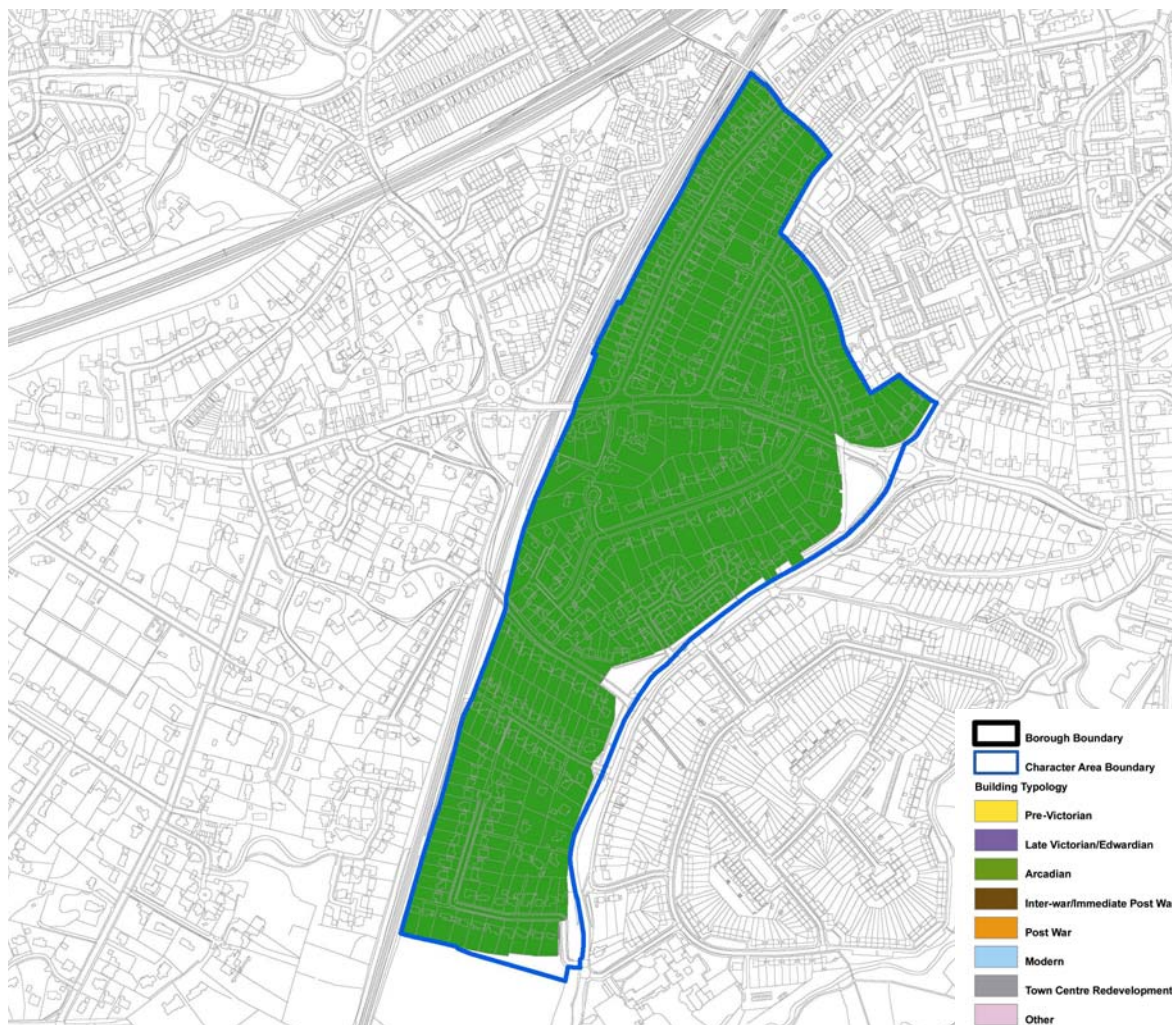 Borough Boundary
Character Area Boundary
Building Typology
Pre-Victorian
Late Victorian/Edwardian
Arcadian
Inter-war/Immediate Post Wa
Post War
Modern
Town Centre Redevelopment
Other